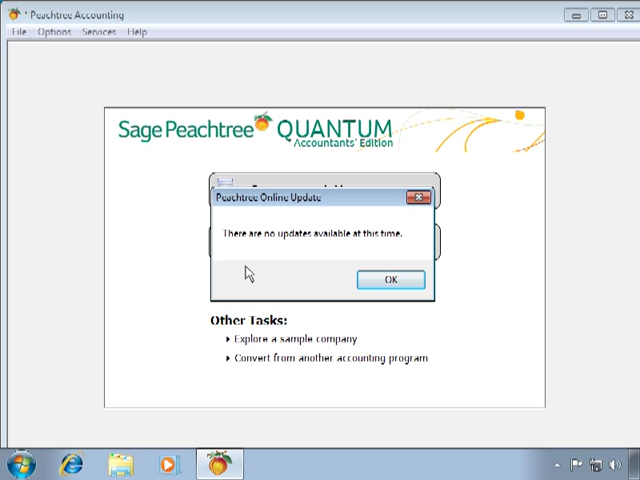 * Peachtree Accounting
File Options Services Help
Sage Peachtree QUANTUM
Accountants' Edition
Peachtree Online Update
There are no updates available at this time.
OK
Other Tasks:
Explore a sample company
Convert from another accounting program